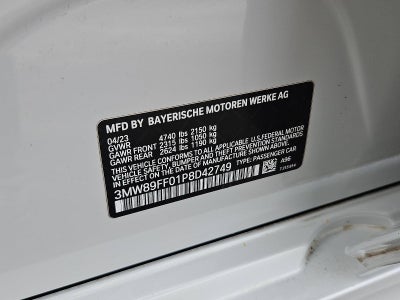 MFD BY BAYERISCHE MOTOREN WERKE AG
04/23
GVWR 4740 lbs 2150 kg
GAWR FRONT 2315 lbs 1050 kg
GAWR REAR 2624 lbs 1190 kg
THIS VEHICLE CONFORMS TO ALL APPLICABLE U.S.FEDERAL MOTOR
VEHICLE SAFETY, BUMPER, AND THEFT PREVENTION STANDARDS
IN EFFECT ON THE DATE OF MANUFACTURE SHOWN ABOVE.
3MW89FF01P8D42749 TYPE: PASSENGER CAR
A96